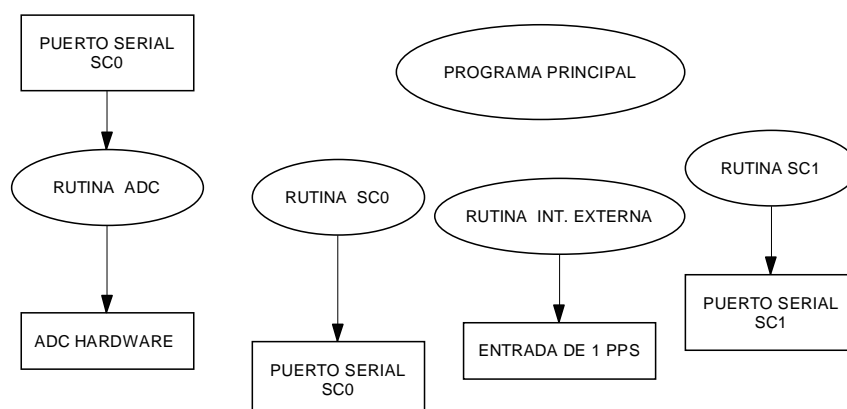 PUERTO SERIAL
SC0
PROGRAMA PRINCIPAL
RUTINA ADC
RUTINA SC0
RUTINA INT. EXTERNA
RUTINA SC1
ADC HARDWARE
PUERTO SERIAL
SC0
ENTRADA DE 1 PPS
PUERTO SERIAL
SC1